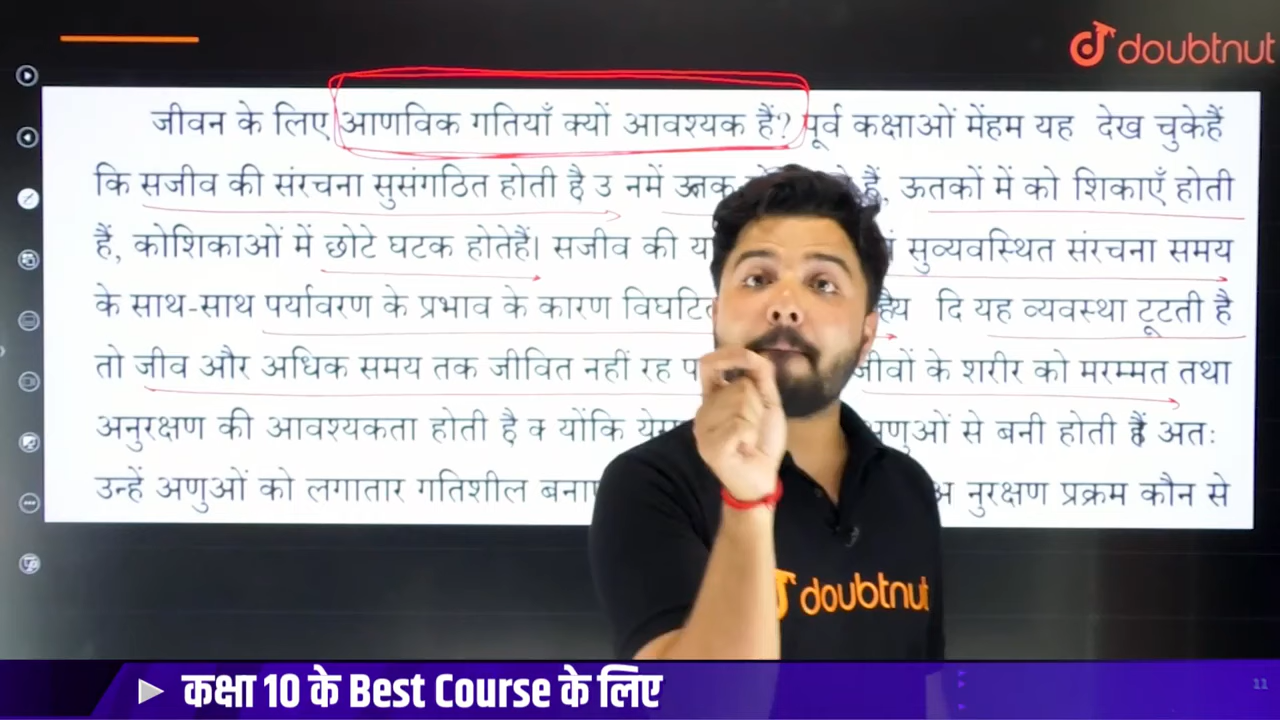 doubtnut
जीवन के लिए आणविक गतियाँ क्यों आवश्यक हैं? पूर्व कक्षाओं मेंहम यह देख चुकेहैं
कि सजीव की संरचना सुसंगठित होती है उ नमें ऊतक हैं, ऊतकों में को शिकाएँ होती
हैं, कोशिकाओं में छोटे घटक होतेहैं। सजीव की सुव्यवस्थित संरचना समय
के साथ-साथ पर्यावरण के प्रभाव के कारण दि यह व्यवस्था टूटती है
तो जीव और अधिक समय तक जीवित नहीं रह जीवों के शरीर को मरम्मत तथा
अनुरक्षण की आवश्यकता होती है क योंकि से बनी होती हैं अतः
उन्हें अणुओं को लगातार गतिशील अ नुरक्षण प्रक्रम कौन से
doubtnut
कक्षा 10 के Best Course के लिए
11